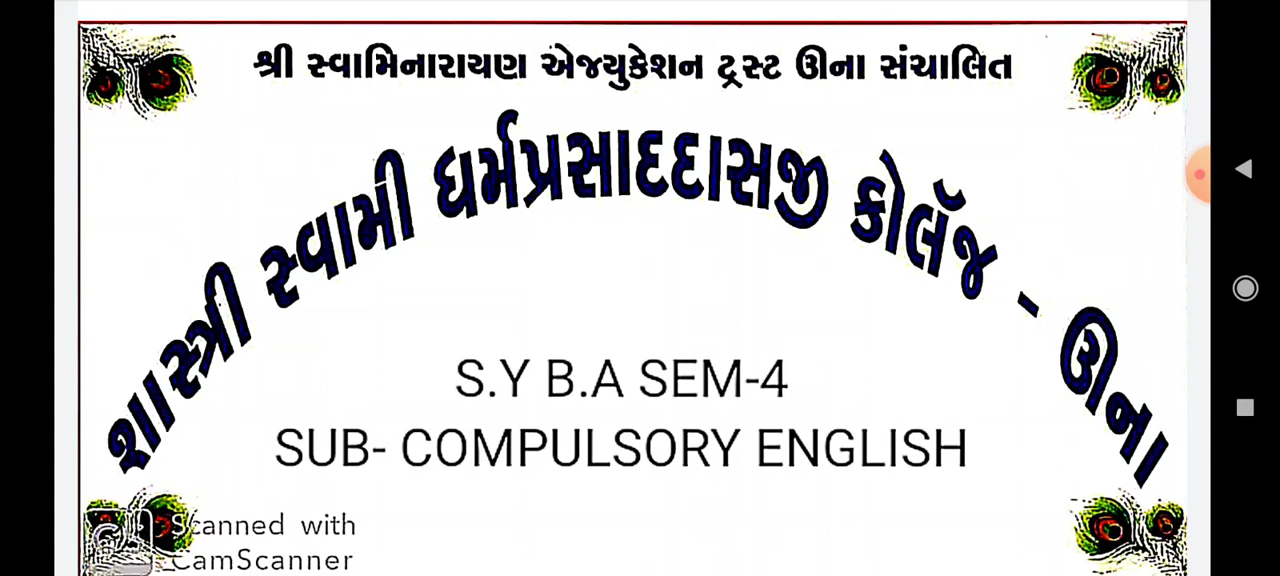 શ્રી સ્વામિનારાયણ એજ્યુકેશન ટ્રસ્ટ ઊના સંચાલિત
શાસ્ત્રી સ્વામી ધર્મપ્રસાદદાસજી કોલૅજ - ઊના
S.Y B.A SEM-4
SUB- COMPULSORY ENGLISH
Scanned with
CamScanner